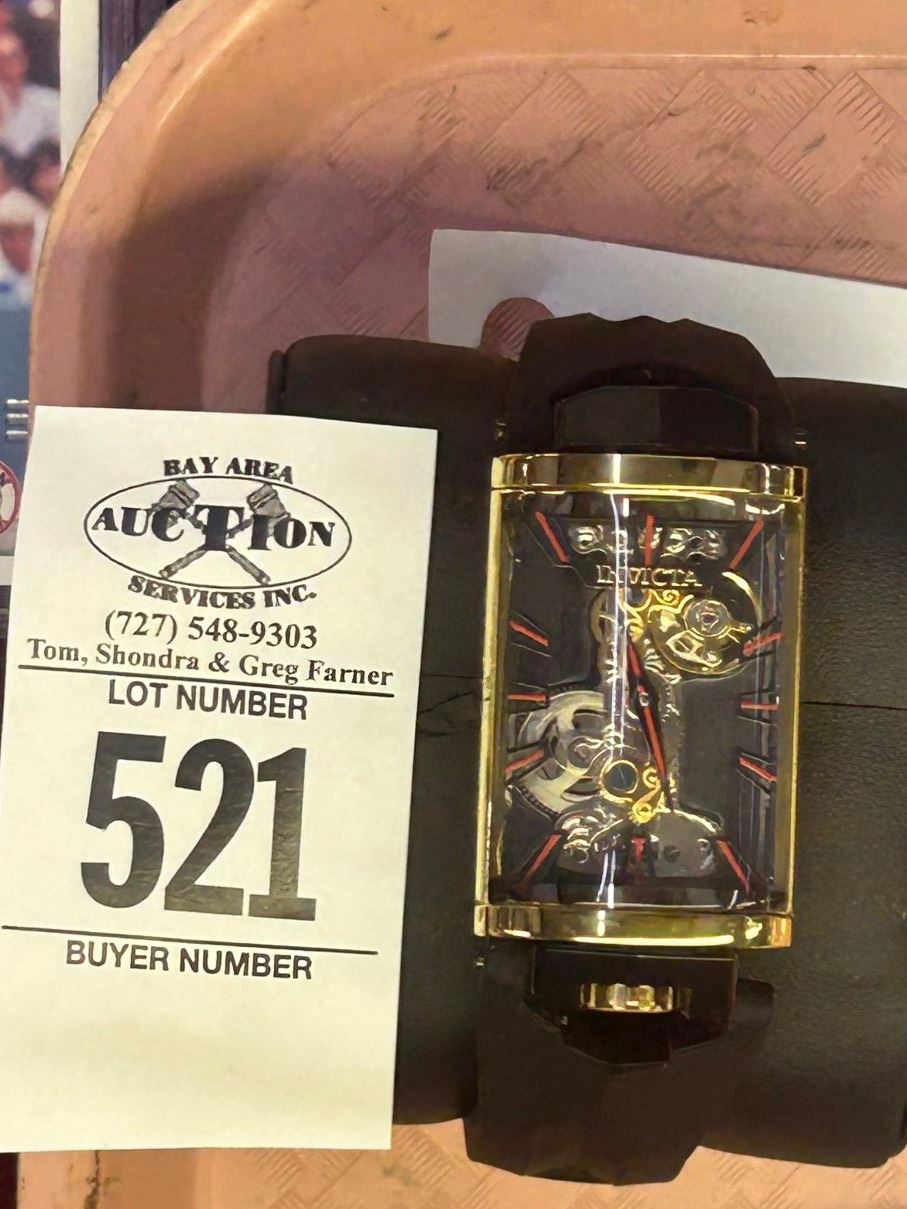 BAY AREA
AUCTION
SERVICES INC.
(727) 548-9303
Tom, Shondra & Greg Farner
LOT NUMBER
521
BUYER NUMBER
INVICTA